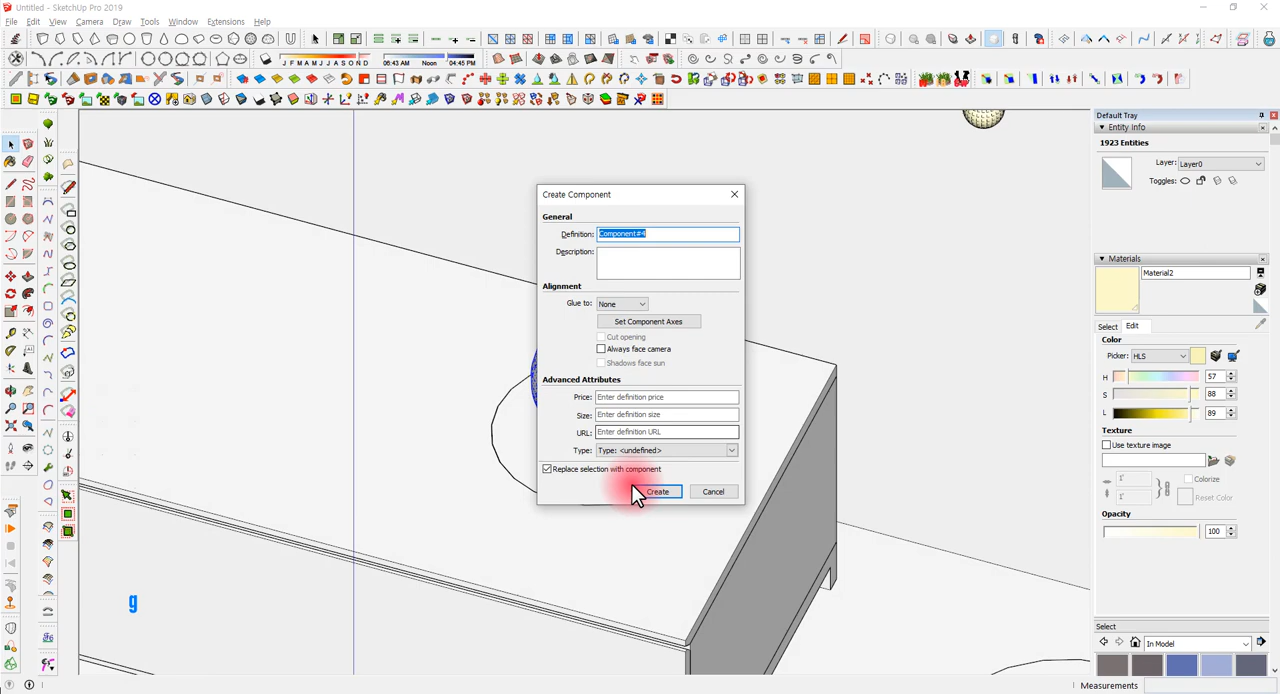 Untitled - SketchUp Pro 2019
File Edit View Camera Draw Tools Window Extensions Help
J F M A M J J A S O N D
06:43 AM Noon 04:45 PM
Default Tray
Entity Info
1923 Entities
Layer: Layer0
Toggles:
Create Component
General
Definition: Component#4
Description:
Alignment
Glue to: None
Set Component Axes
Cut opening
Always face camera
Shadows face sun
Advanced Attributes
Price: Enter definition price
Size: Enter definition size
URL: Enter definition URL
Type: Type: <undefined>
Replace selection with component
Create Cancel
Materials
Material2
Select Edit
Color
Picker: HLS
H 57
S 88
L 89
Texture
Use texture image
1' Colorize
1' Reset Color
Opacity
100
g
Select
In Model
Measurements